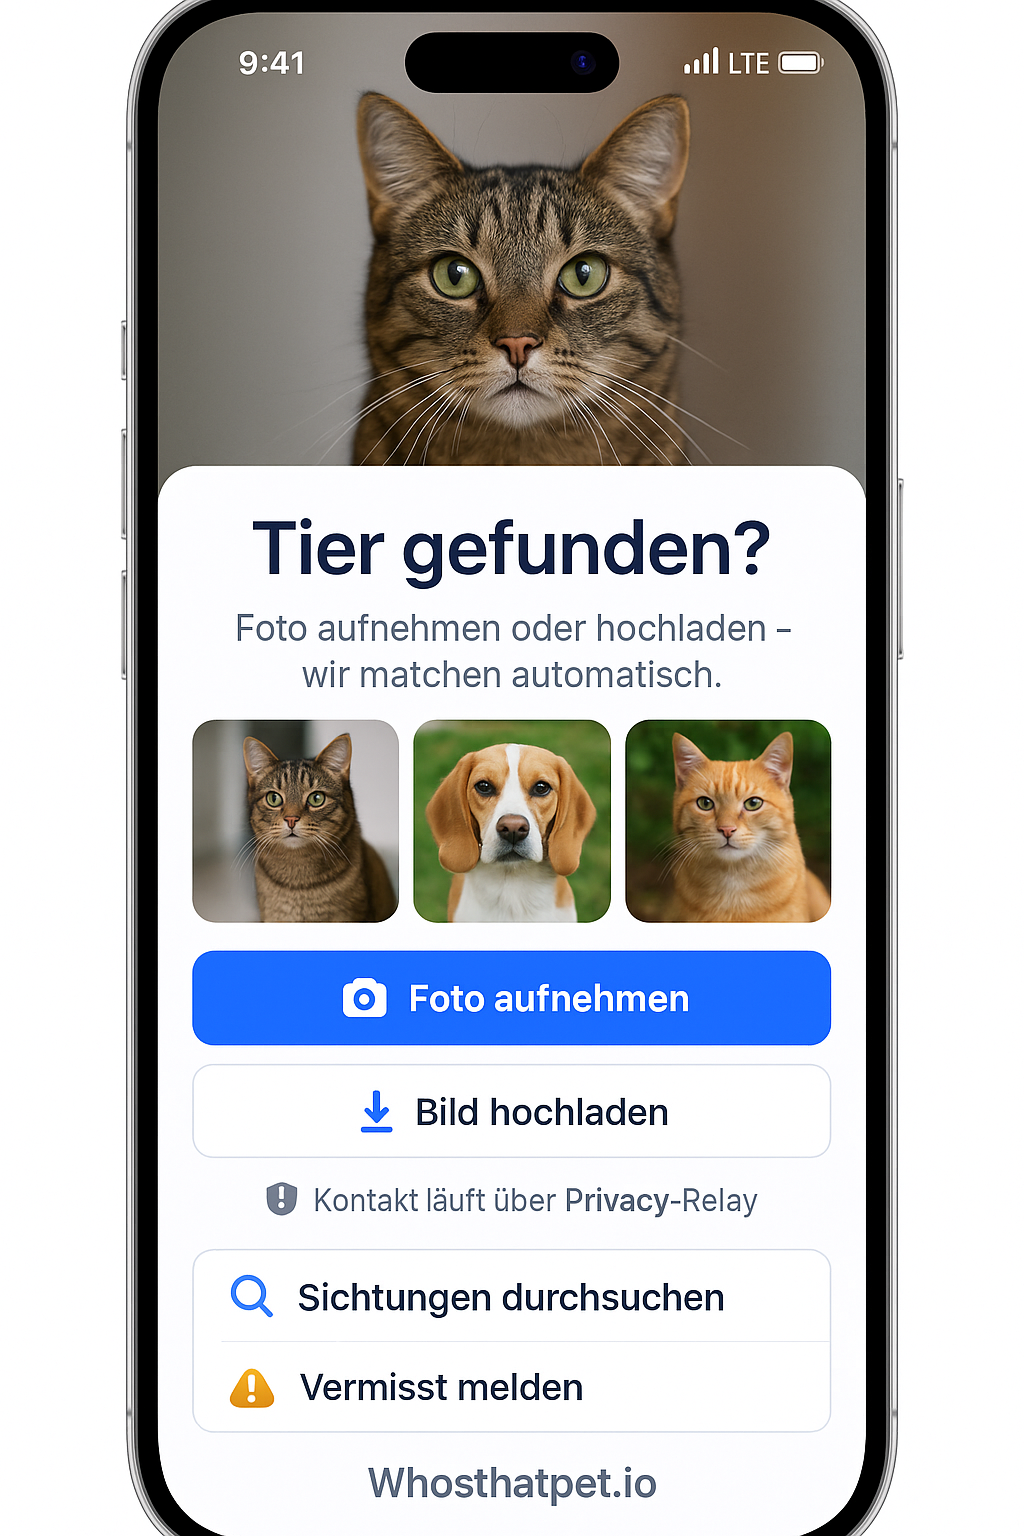 9:41
LTE
Tier gefunden?
Foto aufnehmen oder hochladen –
wir matchen automatisch.
Foto aufnehmen
Bild hochladen
Kontakt läuft über Privacy-Relay
Sichtungen durchsuchen
Vermisst melden
Whosthatpet.io